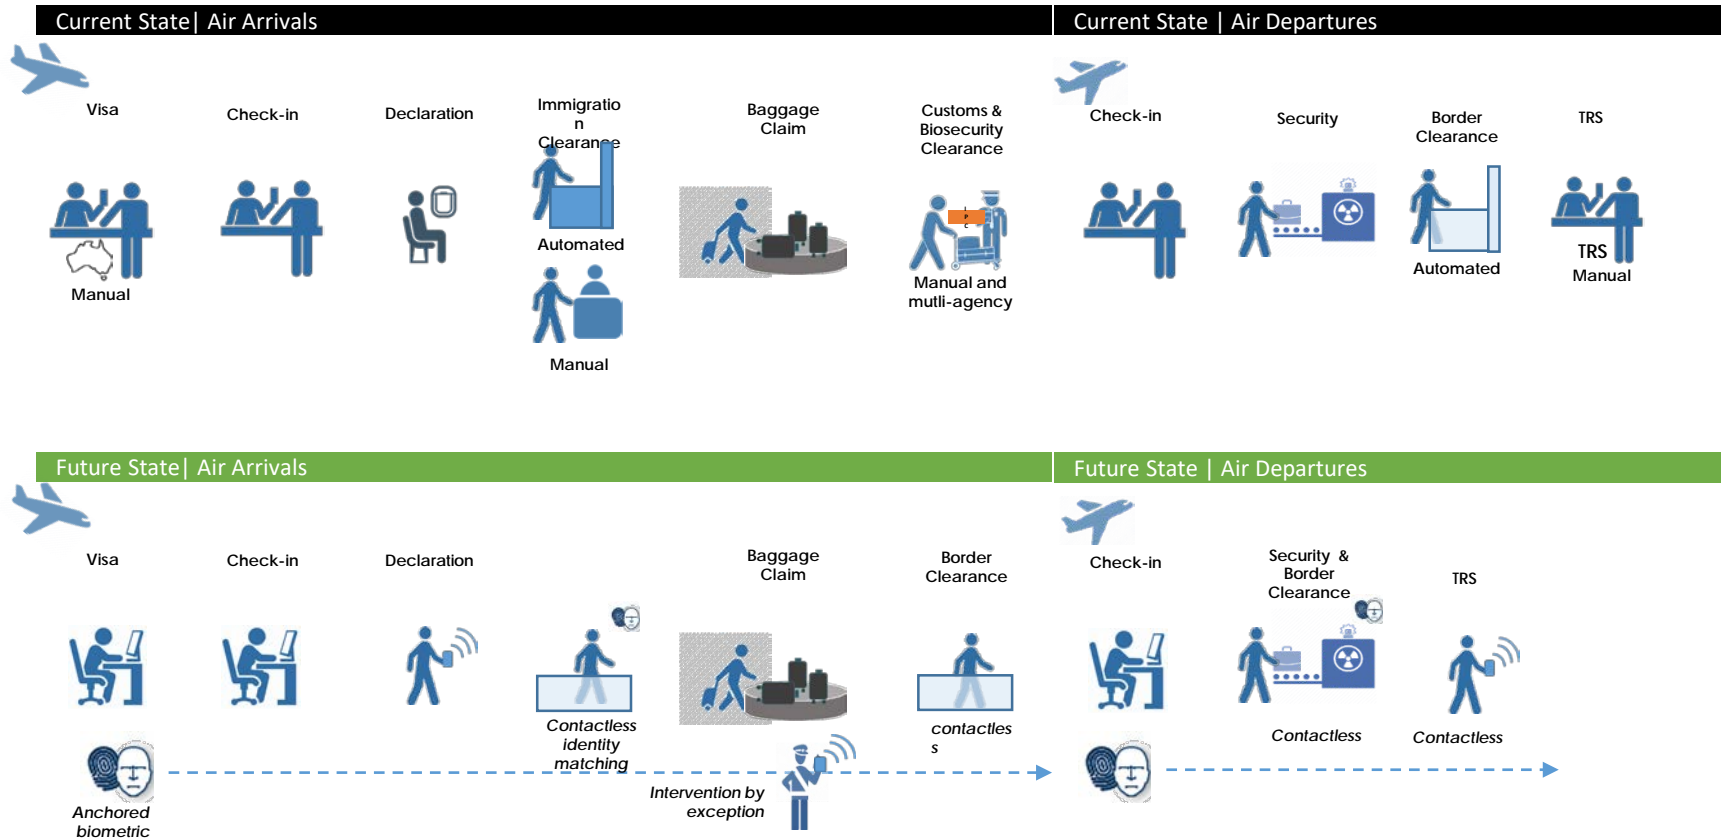 Current State| Air Arrivals
Current State | Air Departures
Visa
Check-in
Declaration
Immigratio
n
Clearance
Baggage
Claim
Customs &
Biosecurity
Clearance
Check-in
Security
Border
Clearance
TRS
Manual
Automated
Manual
P
C
Manual and
mutli-agency
Automated
TRS
Manual
Future State| Air Arrivals
Future State | Air Departures
Visa
Check-in
Declaration
Baggage
Claim
Border
Clearance
Check-in
Security &
Border
Clearance
TRS
Contactless
identity
matching
contactles
s
Contactless
Contactless
Anchored
biometric
Intervention by
exception